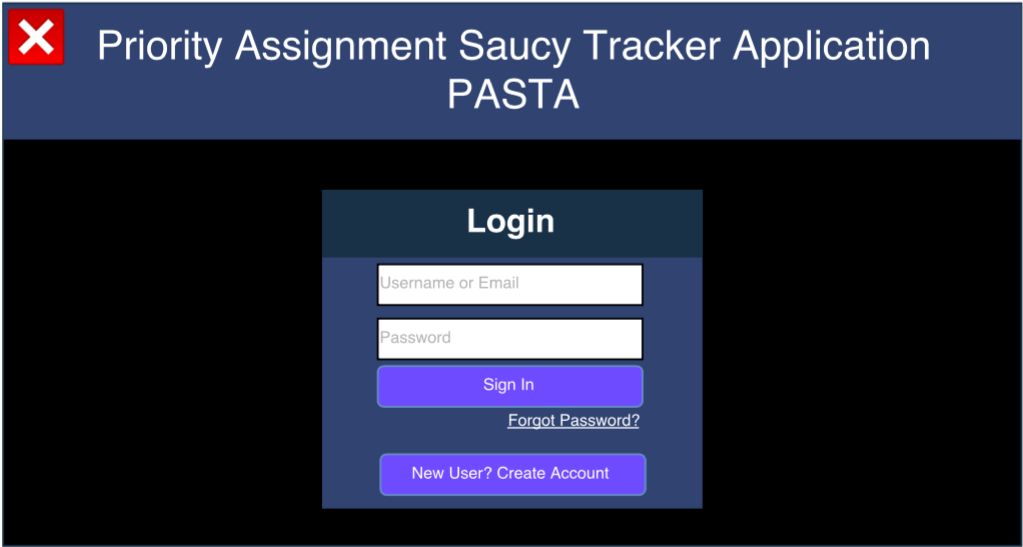 Priority Assignment Saucy Tracker Application
PASTA
Login
Username or Email
Password
Sign In
Forgot Password?
New User? Create Account